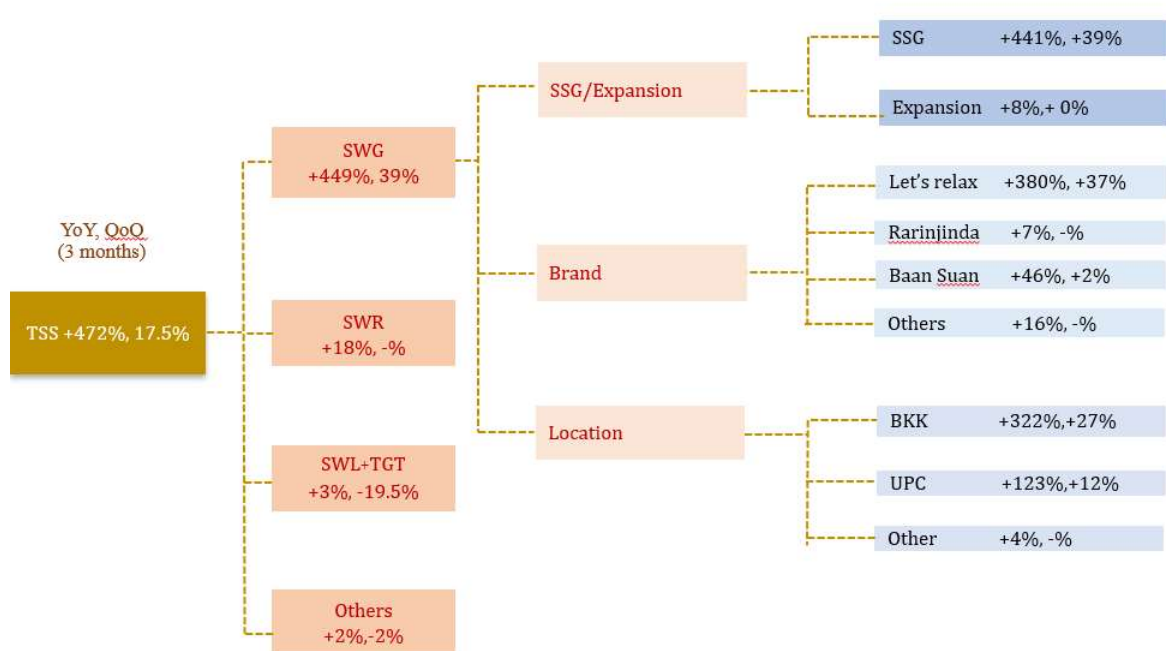 YoY, QoQ
(3 months)
TSS +472%, 17.5%
SWG
+449%, 39%
SWR
+18%, -%
SWL+TGT
+3%, -19.5%
Others
+2%,-2%
SSG/Expansion
Brand
Location
SSG +441%, +39%
Expansion +8%,+ 0%
Let’s relax +380%, +37%
Rarinjinda +7%, -%
Baan Suan +46%, +2%
Others +16%, -%
BKK +322%,+27%
UPC +123%,+12%
Other +4%, -%